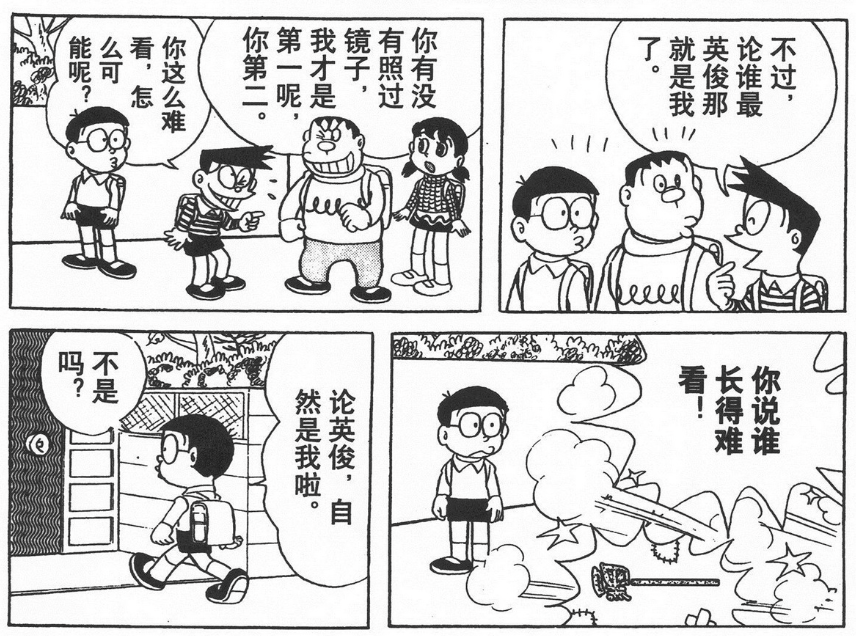 不过，
论谁最
英俊那
就是我
了。
你有没
有照过
镜子，
我才是
第一呢，
你第二。
你这么难
看，怎
么可
能呢？
你说谁
长得难
看！
论英俊，自
然是我啦。
不是
吗？